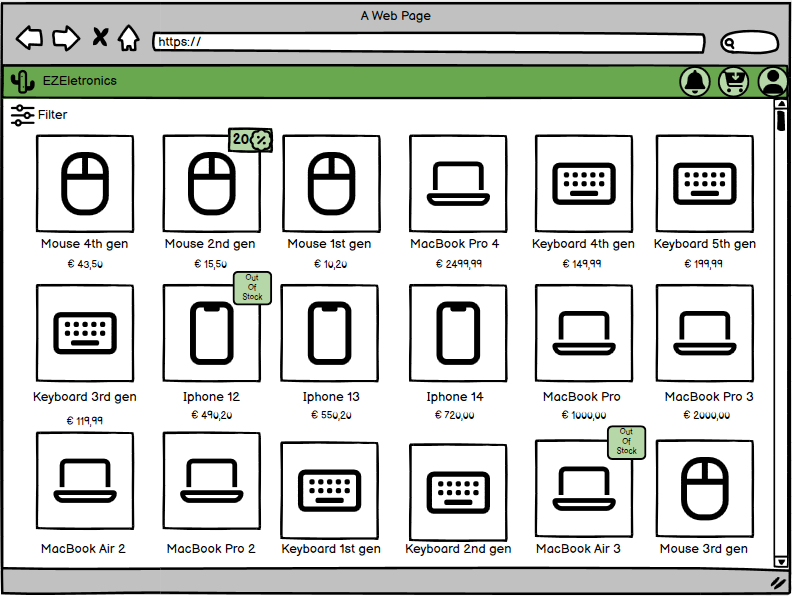 A Web Page
https://
EZEletronics
Filter
20%
Mouse 4th gen
Mouse 2nd gen
Mouse 1st gen
MacBook Pro 4
Keyboard 4th gen
Keyboard 5th gen
€ 43,50
€ 15,50
€ 10,20
€ 2499,99
€ 149,99
€ 199,99
Out
Of
Stock
Keyboard 3rd gen
Iphone 12
Iphone 13
Iphone 14
MacBook Pro
MacBook Pro 3
€ 119,99
€ 490,20
€ 550,20
€ 720,00
€ 1000,00
€ 2000,00
Out
Of
Stock
MacBook Air 2
MacBook Pro 2
Keyboard 1st gen
Keyboard 2nd gen
MacBook Air 3
Mouse 3rd gen